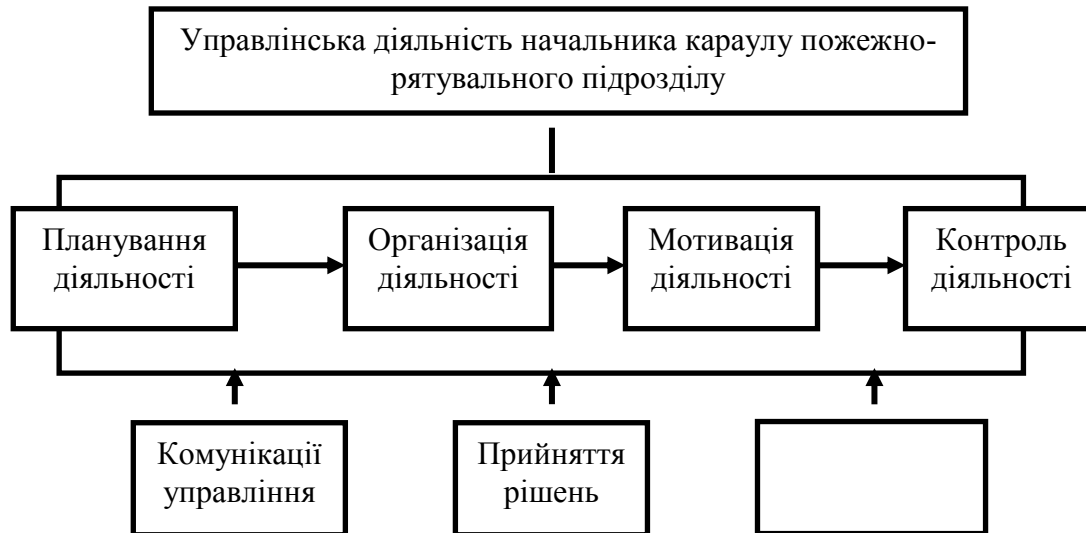 Управлінська діяльність начальника караулу пожежно-
рятувального підрозділу
Планування
діяльності
Організація
діяльності
Мотивація
діяльності
Контроль
діяльності
Комунікації
управління
Прийняття
рішень